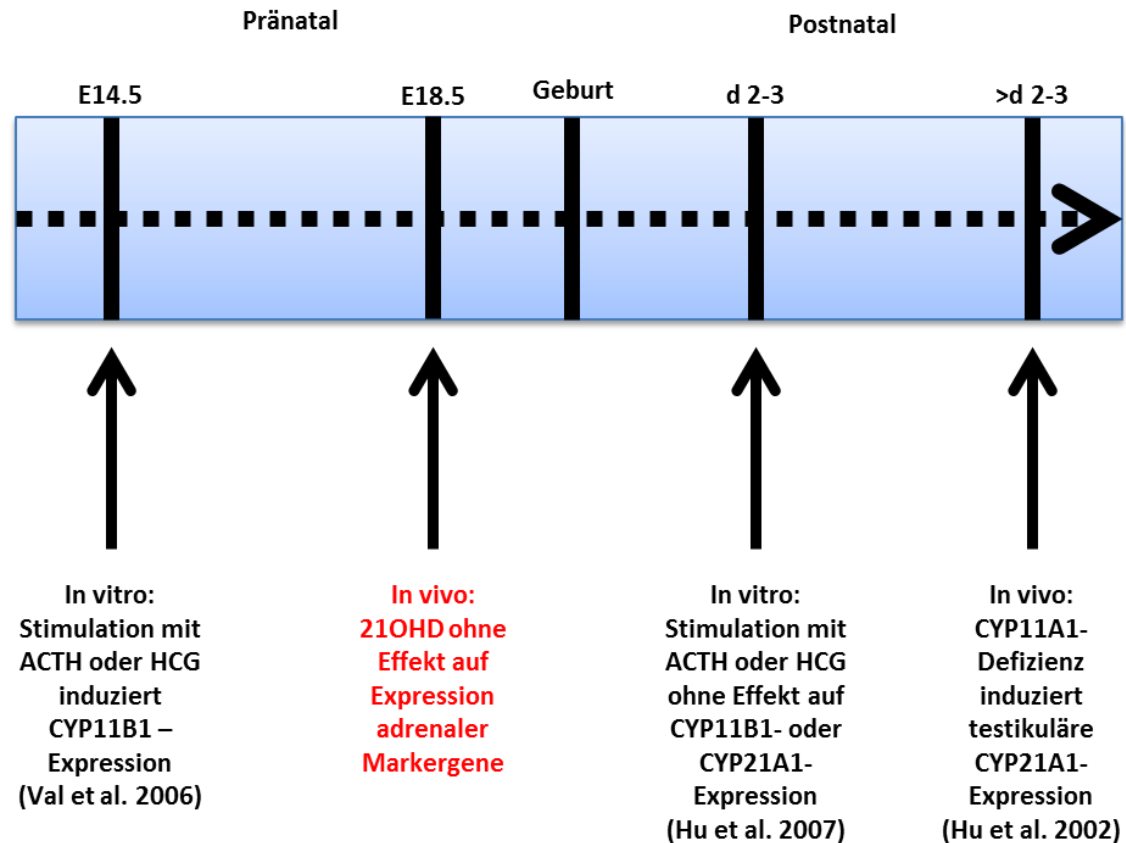 Pränatal
Postnatal
E14.5
E18.5
Geburt
d 2-3
>d 2-3
In vitro:
Stimulation mit
ACTH oder HCG
induziert
CYP11B1 –
Expression
(Val et al. 2006)
In vivo:
21OHD ohne
Effekt auf
Expression
adrenaler
Markergene
In vitro:
Stimulation mit
ACTH oder HCG
ohne Effekt auf
CYP11B1- oder
CYP21A1-
Expression
(Hu et al. 2007)
In vivo:
CYP11A1-
Defizienz
induziert
testikuläre
CYP21A1-
Expression
(Hu et al. 2002)